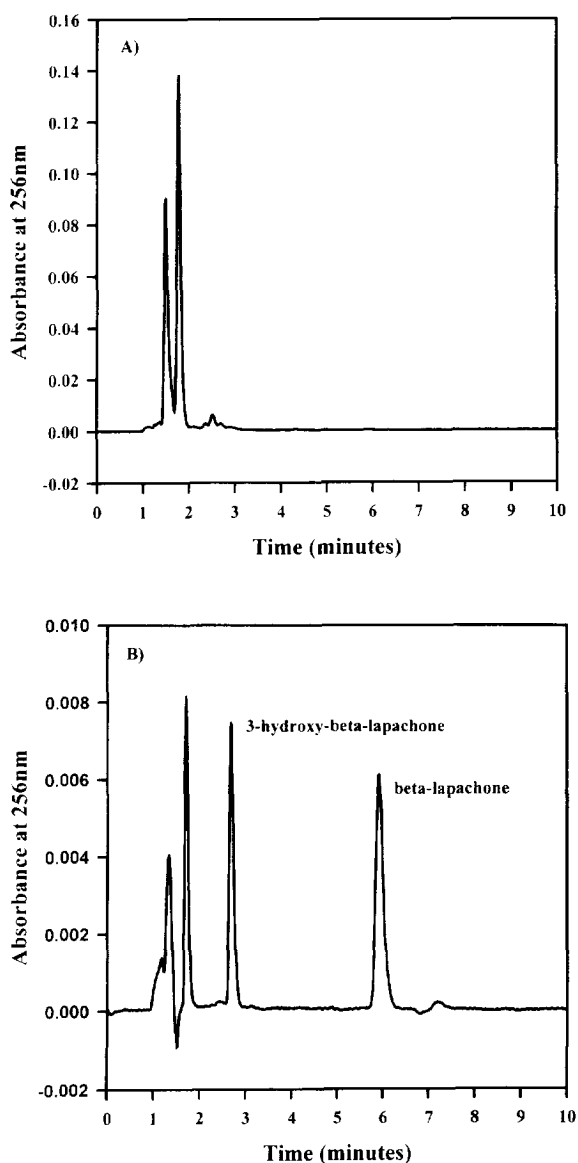 0.16
A)
0.14
0.12
0.10
0.08
0.06
0.04
0.02
0.00
-0.02
Absorbance at 256nm
0 1 2 3 4 5 6 7 8 9 10
Time (minutes)
0.010
B)
0.008
3-hydroxy-beta-lapachone
0.006
beta-lapachone
0.004
0.002
0.000
-0.002
Absorbance at 256nm
0 1 2 3 4 5 6 7 8 9 10
Time (minutes)